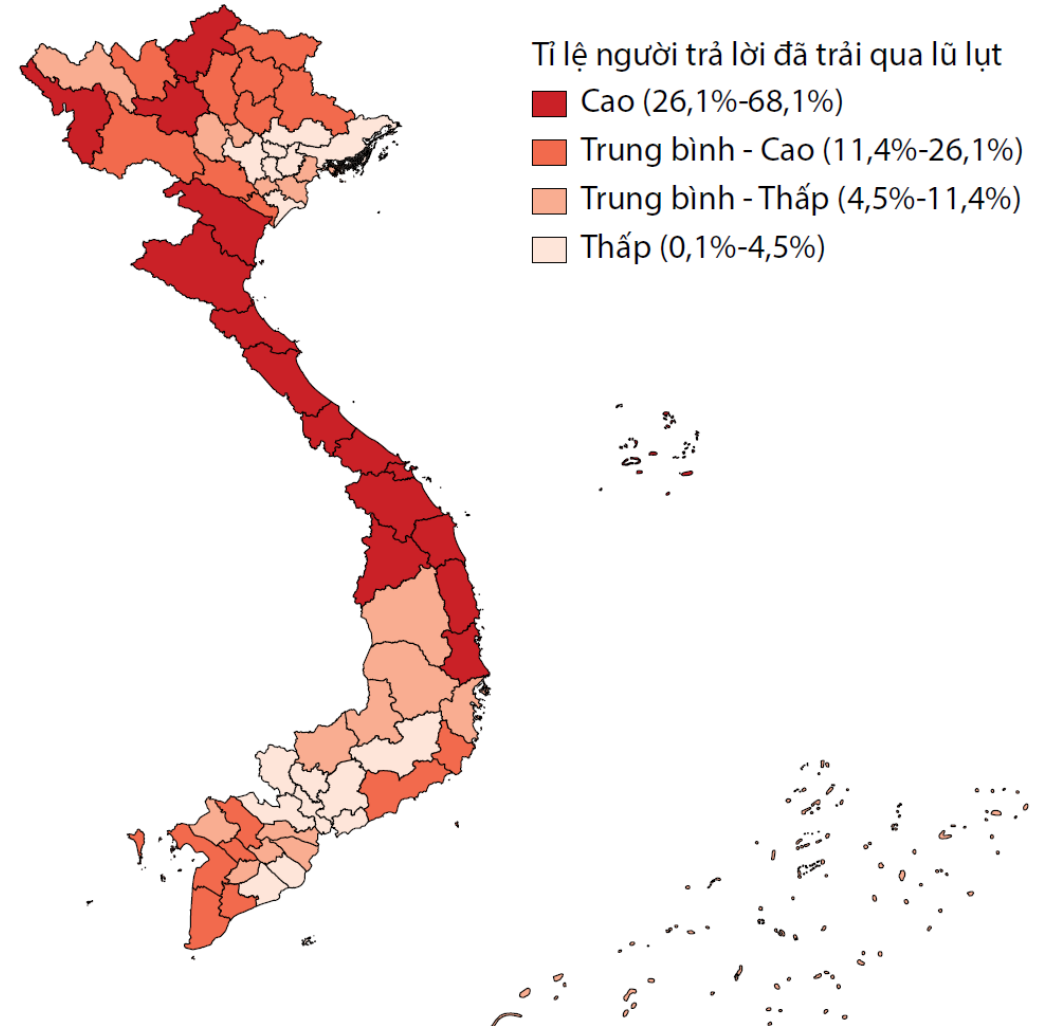 Tỉ lệ người trả lời đã trải qua lũ lụt
Cao (26,1%-68,1%)
Trung bình - Cao (11,4%-26,1%)
Trung bình - Thấp (4,5%-11,4%)
Thấp (0,1%-4,5%)